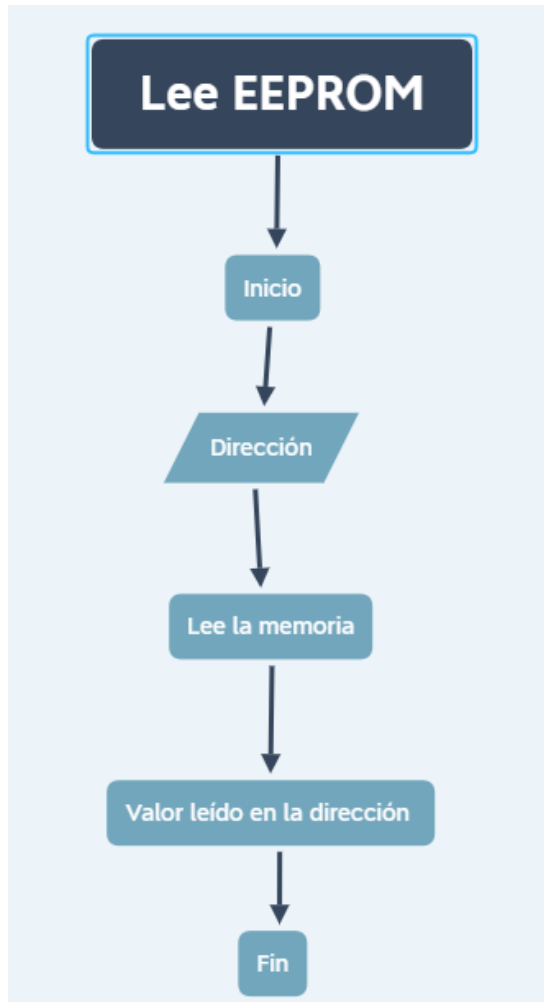 Lee EEPROM
Inicio
Dirección
Lee la memoria
Valor leído en la dirección
Fin